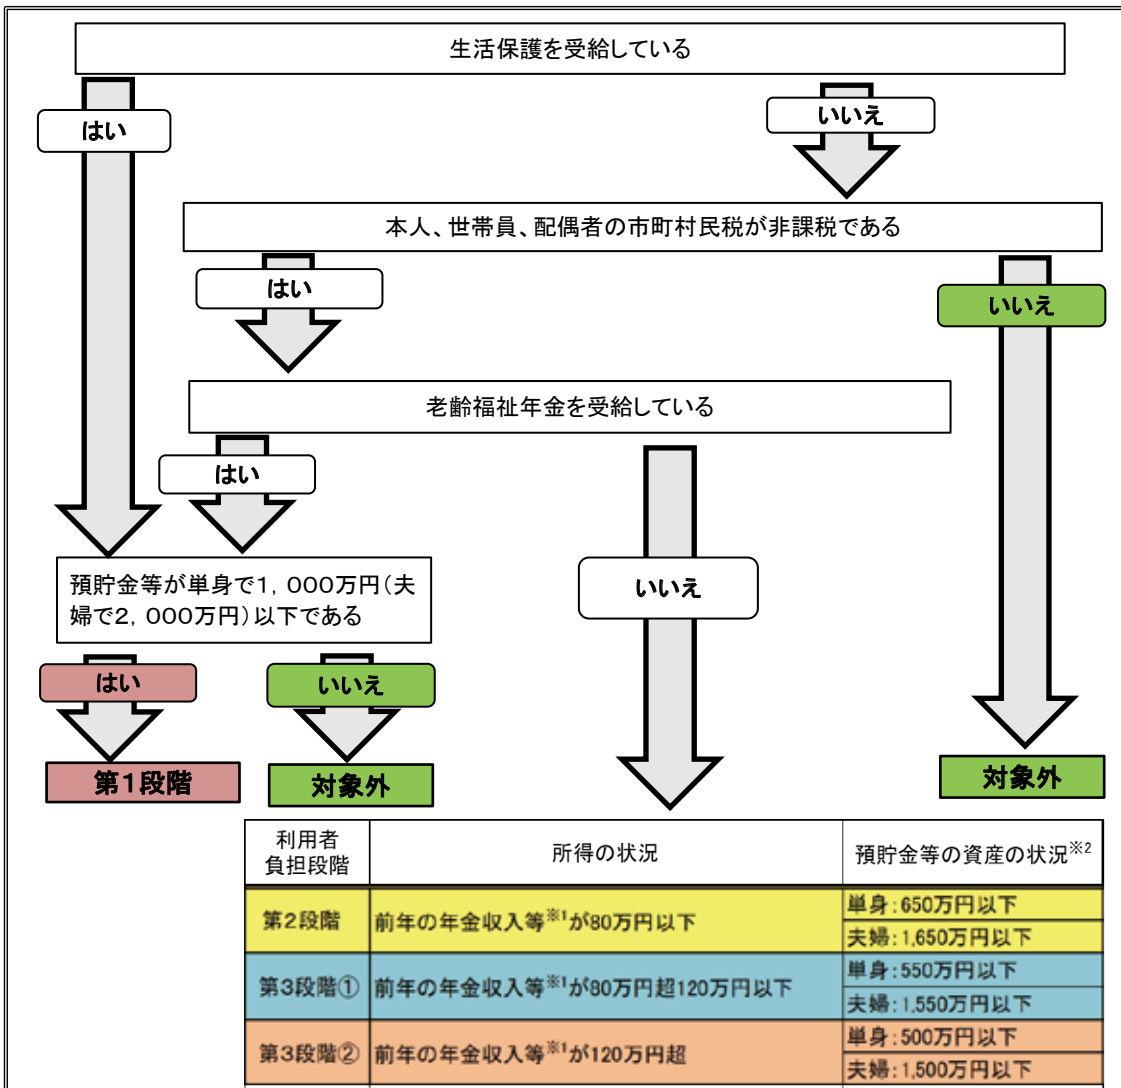 生活保護を受給している
はい
いいえ
本人、世帯員、配偶者の市町村民税が非課税である
はい
いいえ
老齢福祉年金を受給している
はい
いいえ
預貯金等が単身で1，000万円（夫
婦で2，000万円）以下である
はい
いいえ
第1段階
対象外
対象外
利用者
負担段階
所得の状況
預貯金等の資産の状況※2
第2段階
前年の年金収入等※1が80万円以下
単身：650万円以下
夫婦：1,650万円以下
第3段階①
前年の年金収入等※1が80万円超120万円以下
単身：550万円以下
夫婦：1,550万円以下
第3段階②
前年の年金収入等※1が120万円超
単身：500万円以下
夫婦：1,500万円以下